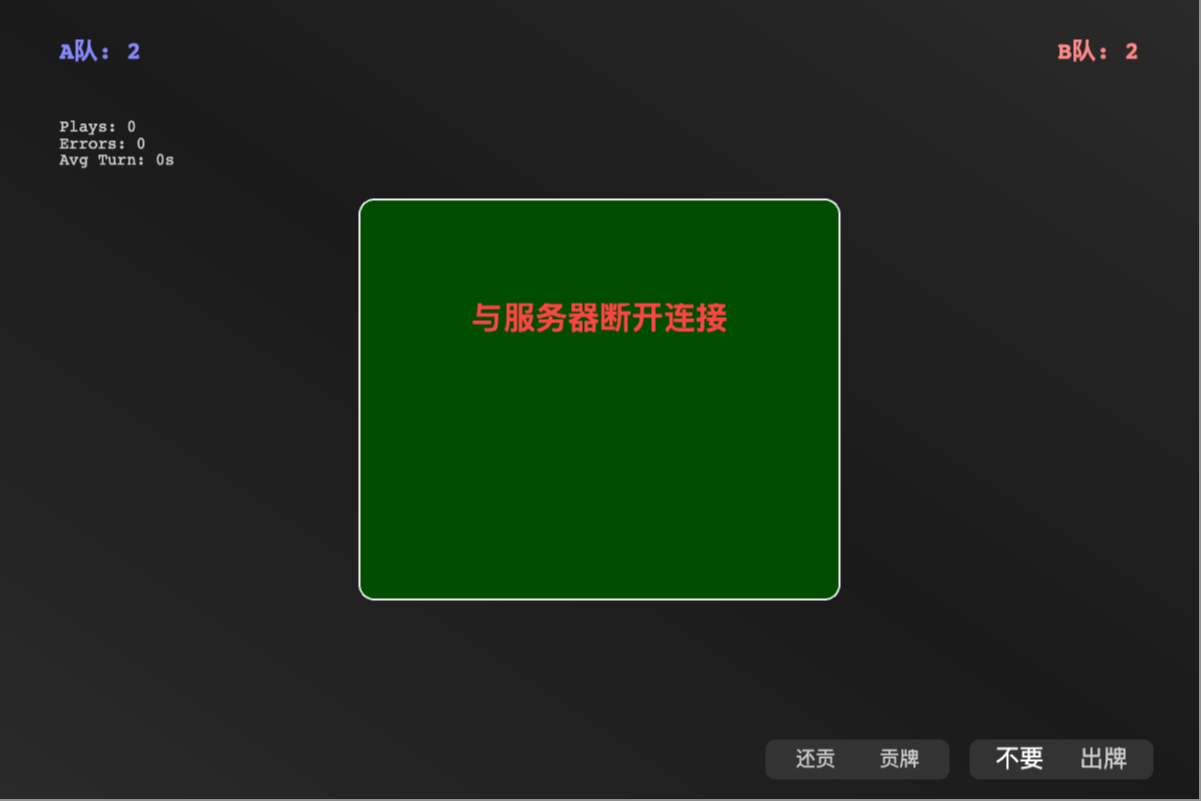 A队: 2
B队: 2
Plays: 0
Errors: 0
Avg Turn: 0s
与服务器断开连接
还贡 贡牌 不要 出牌